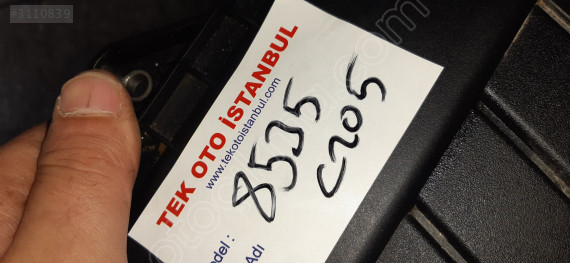 #3110839
TEK OTO İSTANBUL
www.tekotoistanbul.com
8535
C205
odel :
Adı